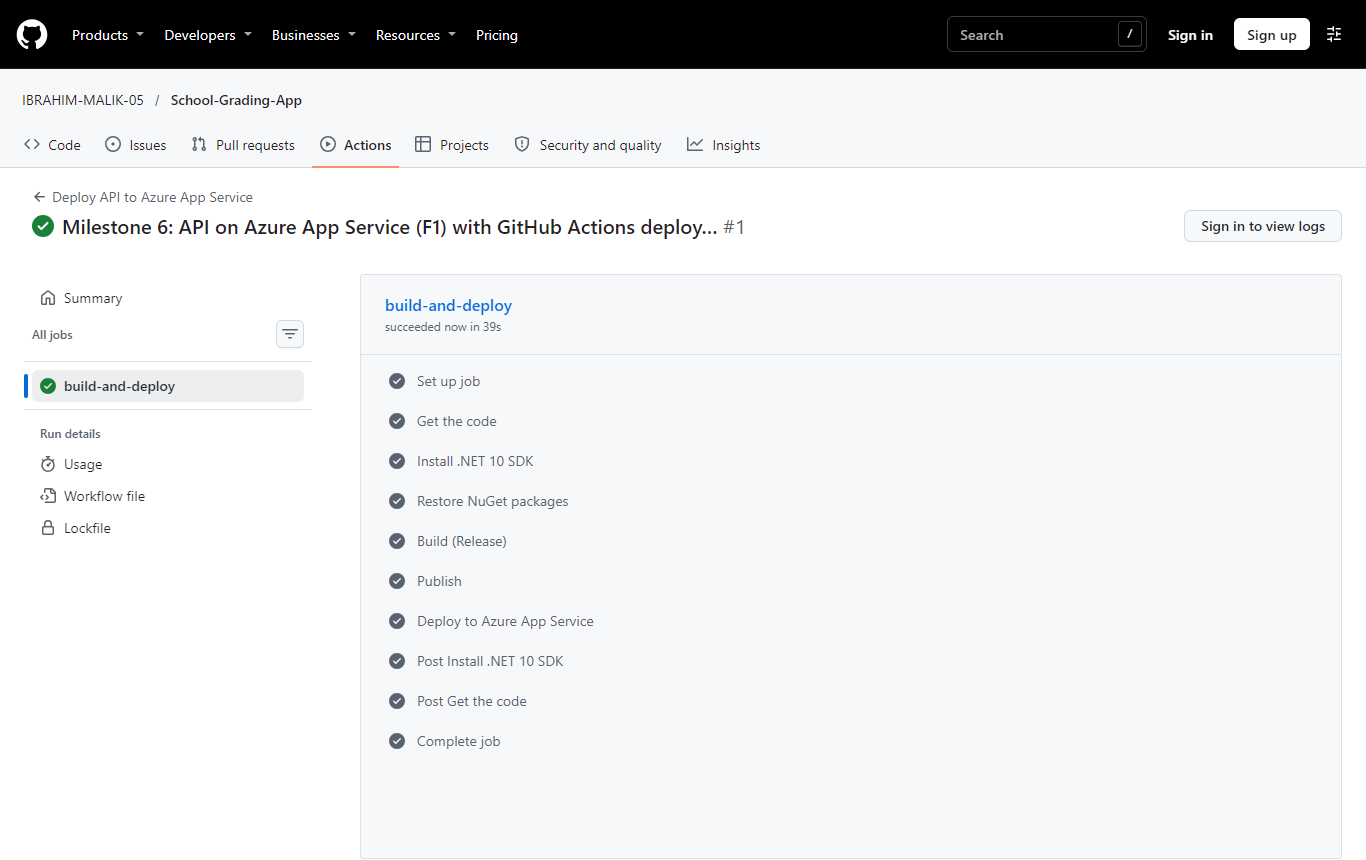 Products Developers Businesses Resources Pricing Search / Sign in Sign up
IBRAHIM-MALIK-05 / School-Grading-App
Code Issues Pull requests Actions Projects Security and quality Insights
Deploy API to Azure App Service
Milestone 6: API on Azure App Service (F1) with GitHub Actions deploy... #1
Sign in to view logs
Summary
All jobs
build-and-deploy
Run details
Usage
Workflow file
Lockfile
build-and-deploy
succeeded now in 39s
Set up job
Get the code
Install .NET 10 SDK
Restore NuGet packages
Build (Release)
Publish
Deploy to Azure App Service
Post Install .NET 10 SDK
Post Get the code
Complete job